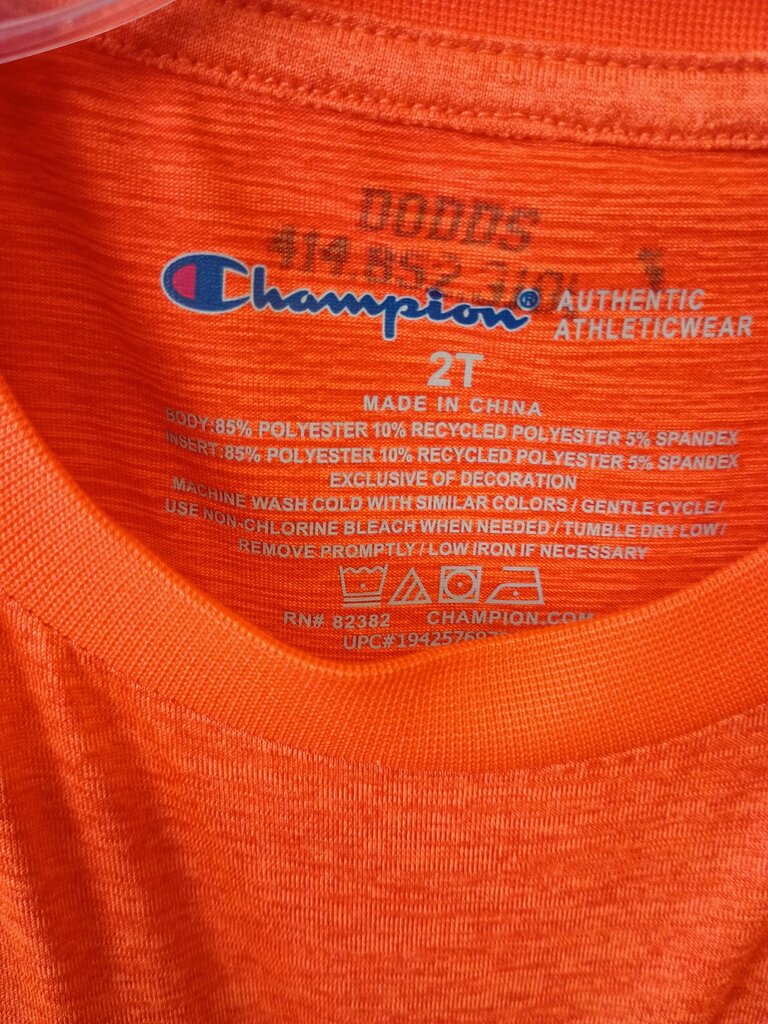 DODDS
Champion® AUTHENTIC
ATHLETICWEAR
2T
MADE IN CHINA
BODY:85% POLYESTER 10% RECYCLED POLYESTER 5% SPANDEX
INSERT:85% POLYESTER 10% RECYCLED POLYESTER 5% SPANDEX
EXCLUSIVE OF DECORATION
MACHINE WASH COLD WITH SIMILAR COLORS / GENTLE CYCLE /
USE NON-CHLORINE BLEACH WHEN NEEDED / TUMBLE DRY LOW /
REMOVE PROMPTLY / LOW IRON IF NECESSARY
RN# 82382 CHAMPION.COM